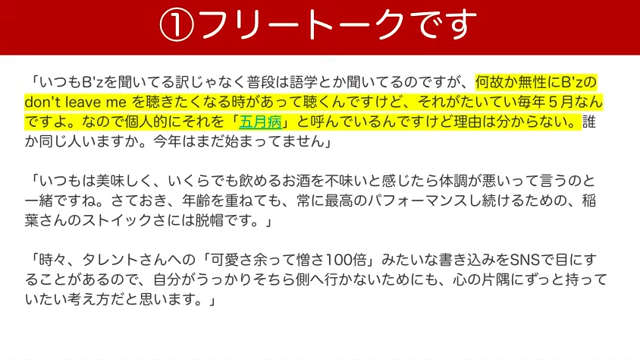 ①フリートークです
「いつもB'zを聞いてる訳じゃなく普段は語学とか聞いてるのですが、何故か無性にB'zの
don't leave me を聴きたくなる時があって聴くんですけど、それがたいてい毎年５月なん
ですよ。なので個人的にそれを「五月病」と呼んでいるんですけど理由は分からない。誰
か同じ人いますか。今年はまだ始まってません」
「いつもは美味しく、いくらでも飲めるお酒を不味いと感じたら体調が悪いって言うのと
一緒ですね。さておき、年齢を重ねても、常に最高のパフォーマンスし続けるための、稲
葉さんのストイックさには脱帽です。」
「時々、タレントさんへの「可愛さ余って憎さ100倍」みたいな書き込みをSNSで目にす
ることがあるので、自分がうっかりそちら側へ行かないためにも、心の片隅にずっと持って
いたい考え方だと思います。」